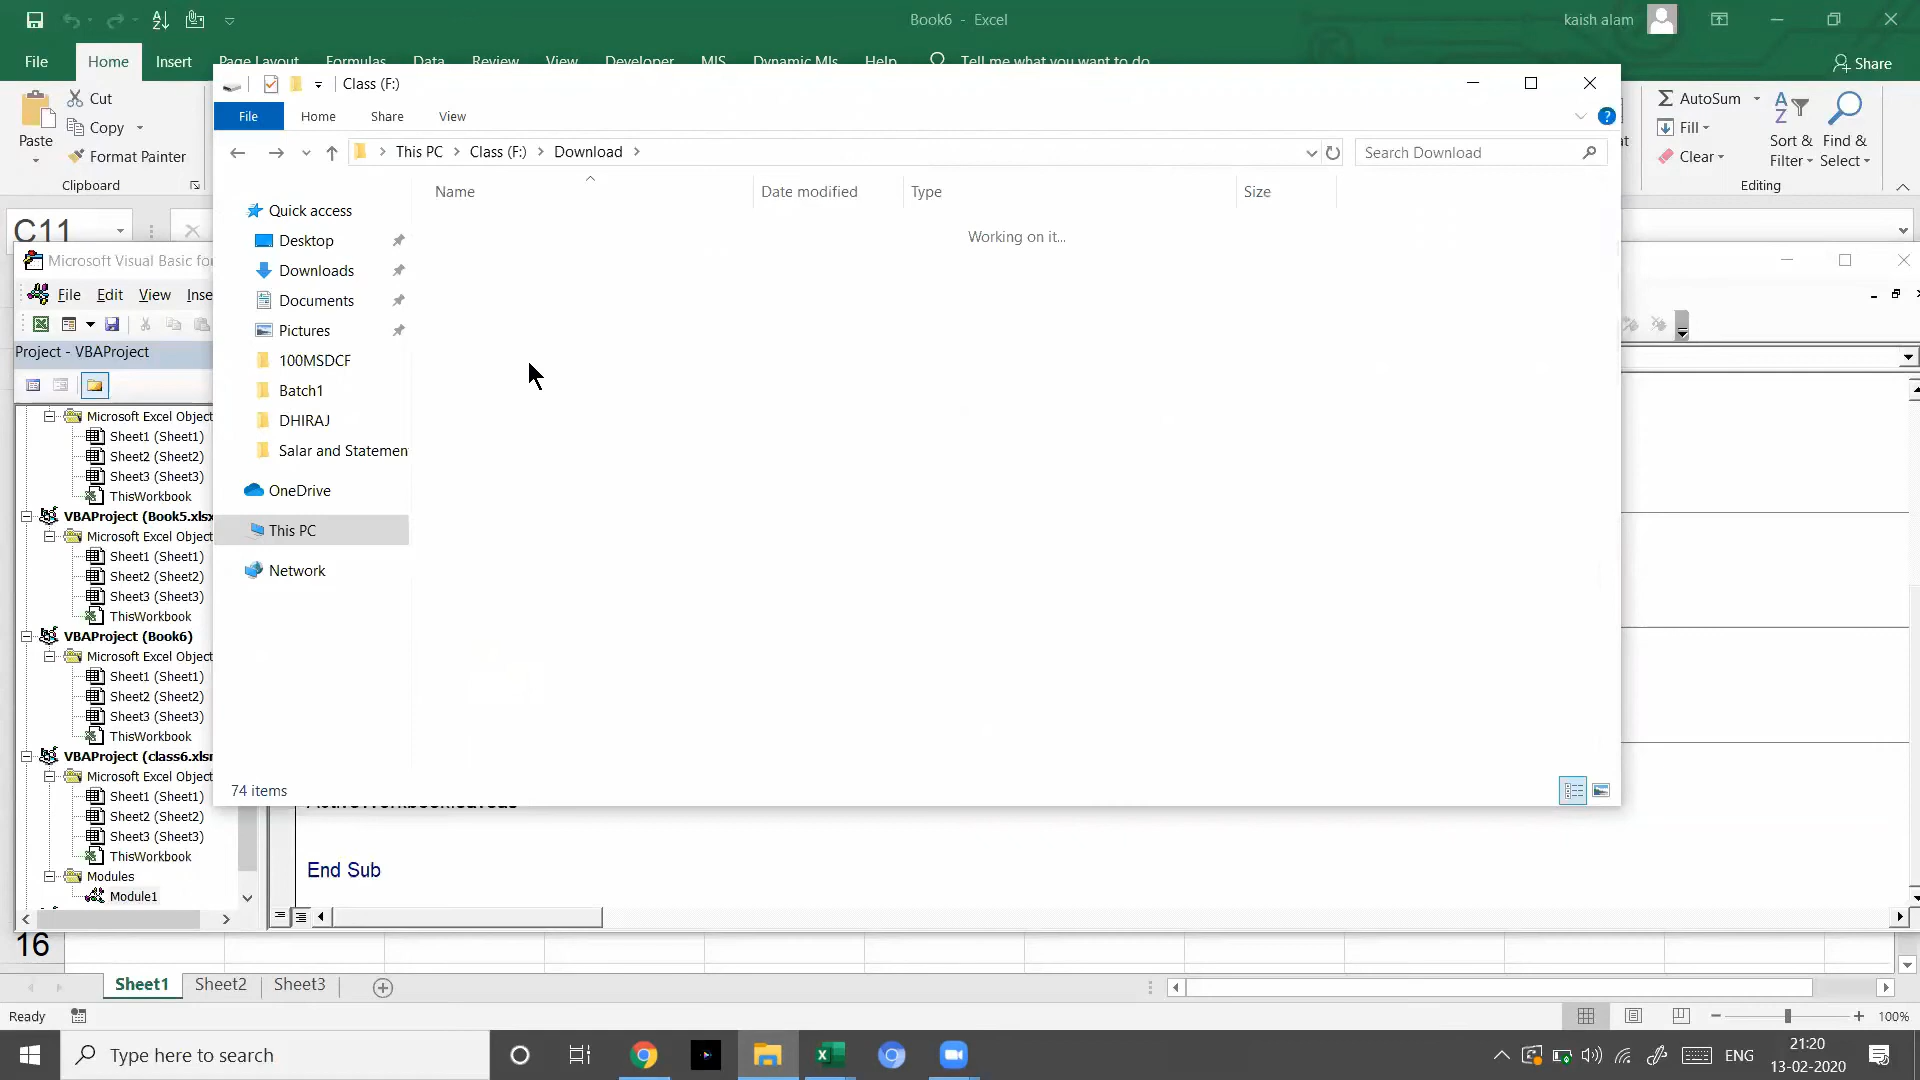 Book6 - Excel
kaish alam
File
Home
Insert
Page Layout
Formulas
Data
Review
View
Developer
MIS
Dynamic MIs
Help
Tell me what you want to do
Share
Paste
Cut
Copy
Format Painter
Clipboard
AutoSum
Fill
Clear
Sort &
Filter
Find &
Select
Editing
C11
Class (F:)
File
Home
Share
View
This PC
Class (F:)
Download
Search Download
Name
Date modified
Type
Size
Working on it...
Quick access
Desktop
Downloads
Documents
Pictures
100MSDCF
Batch1
DHIRAJ
Salar and Statemen
OneDrive
This PC
Network
74 items
Microsoft Visual Basic fo
File
Edit
View
Inse
Project - VBAProject
Microsoft Excel Object
Sheet1 (Sheet1)
Sheet2 (Sheet2)
Sheet3 (Sheet3)
ThisWorkbook
VBAProject (Book5.xlsx
Microsoft Excel Object
Sheet1 (Sheet1)
Sheet2 (Sheet2)
Sheet3 (Sheet3)
ThisWorkbook
VBAProject (Book6)
Microsoft Excel Object
Sheet1 (Sheet1)
Sheet2 (Sheet2)
Sheet3 (Sheet3)
ThisWorkbook
VBAProject (class6.xlsm
Microsoft Excel Object
Sheet1 (Sheet1)
Sheet2 (Sheet2)
Sheet3 (Sheet3)
ThisWorkbook
Modules
Module1
End Sub
16
Sheet1
Sheet2
Sheet3
Ready
100%
Type here to search
ENG
21:20
13-02-2020